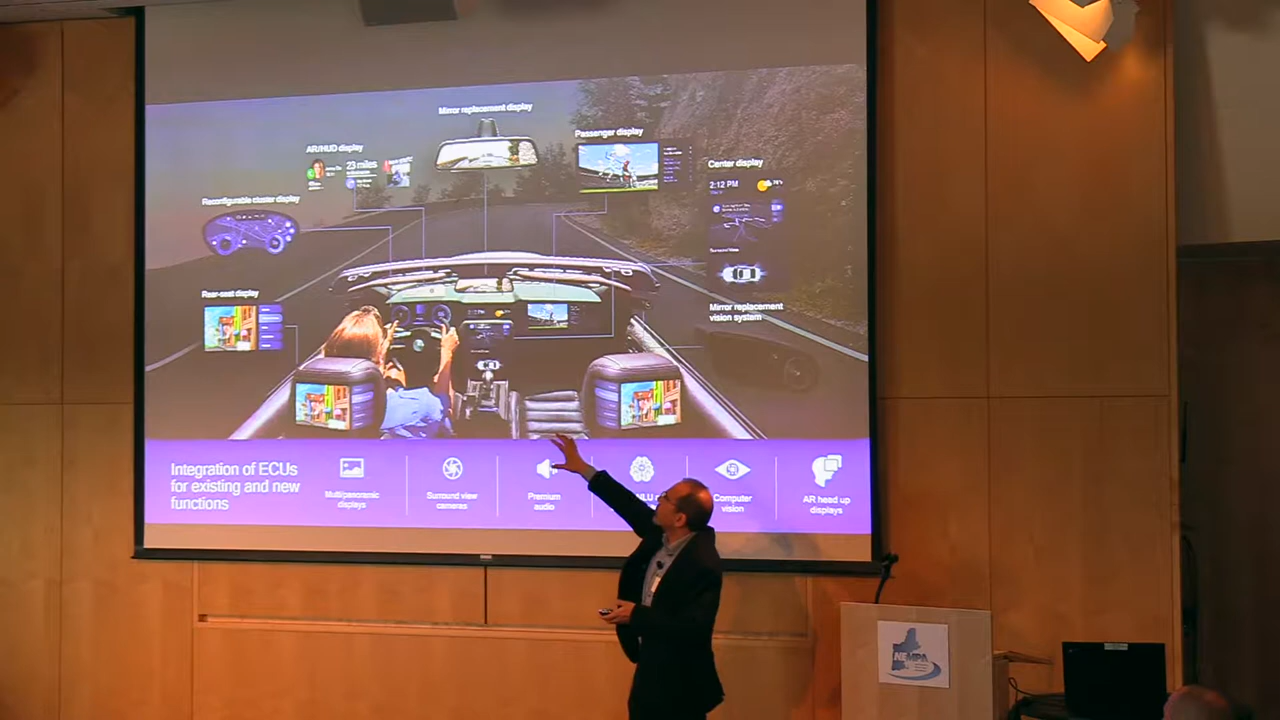 Mirror replacement display
AR/HUD display
Passenger display
23 miles
Center display
2:12 PM
Reconfigurable cluster display
Rear-seat display
Mirror replacement
vision system
Integration of ECUs
for existing and new
functions
Multi/panoramic
displays
Surround view
cameras
Premium
audio
NLU
Computer
vision
AR head up
displays
NEMPA